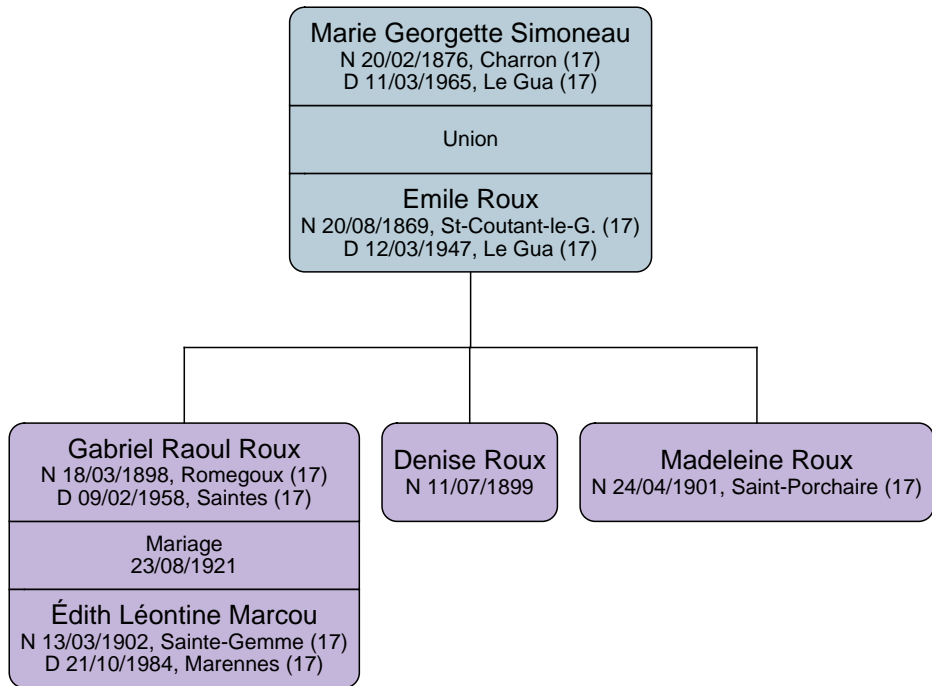 Marie Georgette Simoneau
N 20/02/1876, Charron (17)
D 11/03/1965, Le Gua (17)
Union
Emile Roux
N 20/08/1869, St-Coutant-le-G. (17)
D 12/03/1947, Le Gua (17)
Gabriel Raoul Roux
N 18/03/1898, Romegoux (17)
D 09/02/1958, Saintes (17)
Mariage
23/08/1921
Édith Léontine Marcou
N 13/03/1902, Sainte-Gemme (17)
D 21/10/1984, Marennes (17)
Denise Roux
N 11/07/1899
Madeleine Roux
N 24/04/1901, Saint-Porchaire (17)